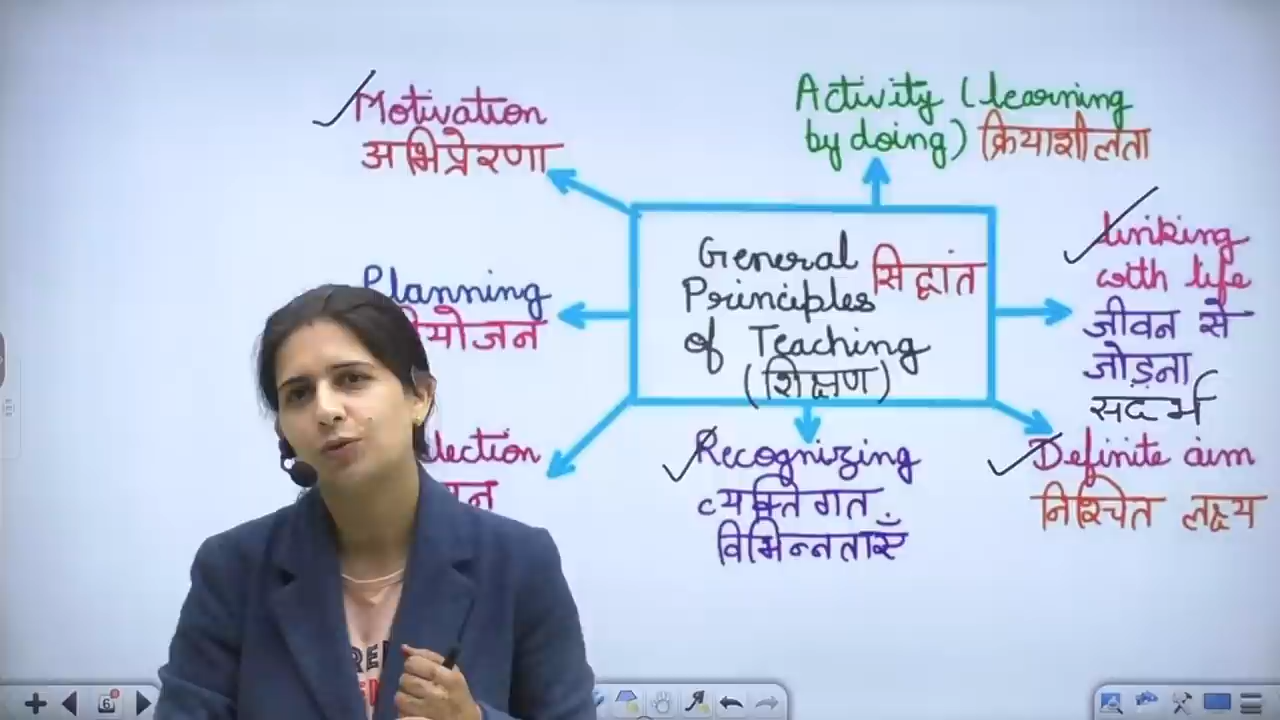 Motivation
अभिप्रेरणा
Activity (learning
by doing) क्रियाशीलता
General
Principles सिद्धांत
of Teaching
(शिक्षण)
linking
with life
जीवन से
जोड़ना
संदर्भ
Planning
योजन
lection
Recognizing
व्यक्तिगत
विभिन्नताएँ
Definite aim
निश्चित लक्ष्य
6